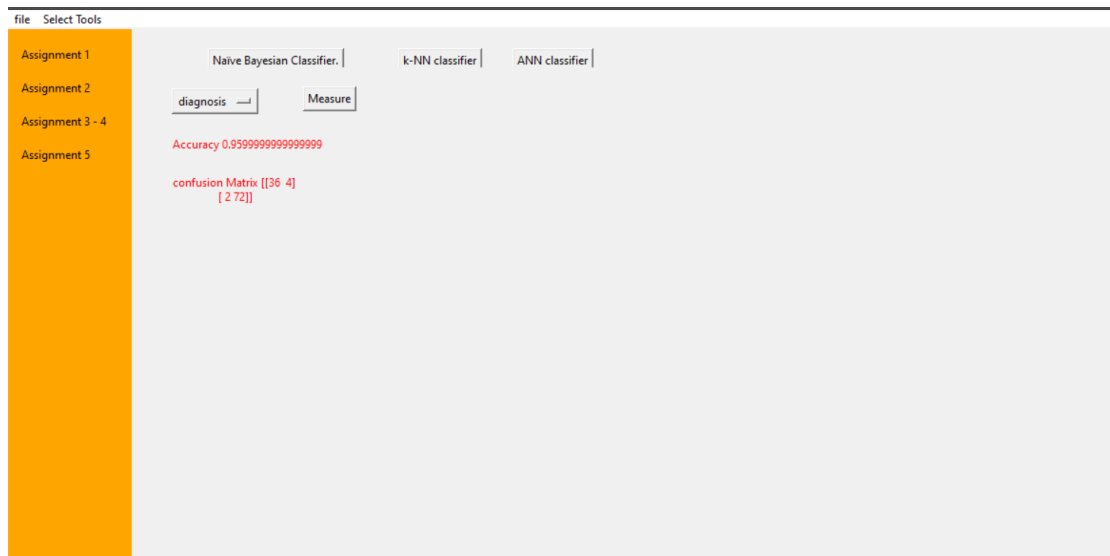 file Select Tools
Assignment 1
Assignment 2
Assignment 3 - 4
Assignment 5
Naïve Bayesian Classifier. k-NN classifier ANN classifier
diagnosis Measure
Accuracy 0.9599999999999999
confusion Matrix [[36 4]
[ 2 72]]